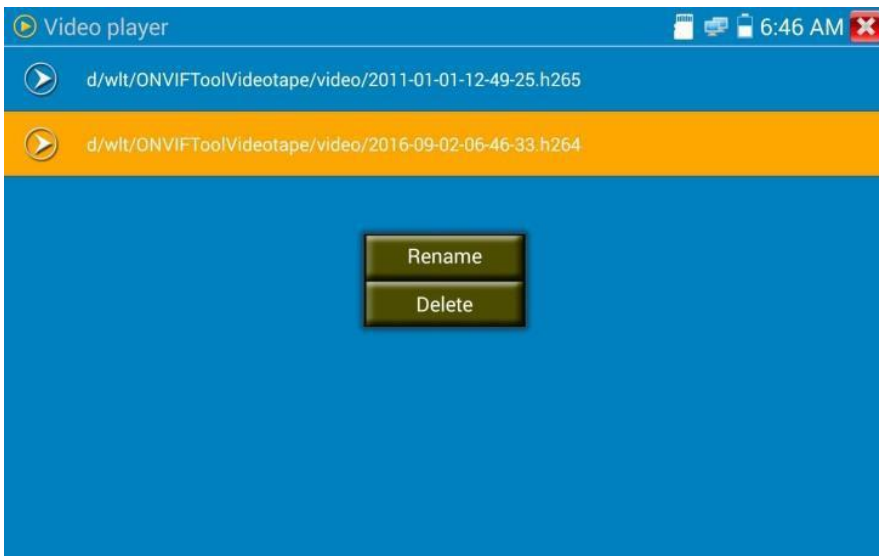 Video player
6:46 AM
d/wlt/ONVIFToolVideotape/video/2011-01-01-12-49-25.h265
d/wlt/ONVIFToolVideotape/video/2016-09-02-06-46-33.h264
Rename
Delete